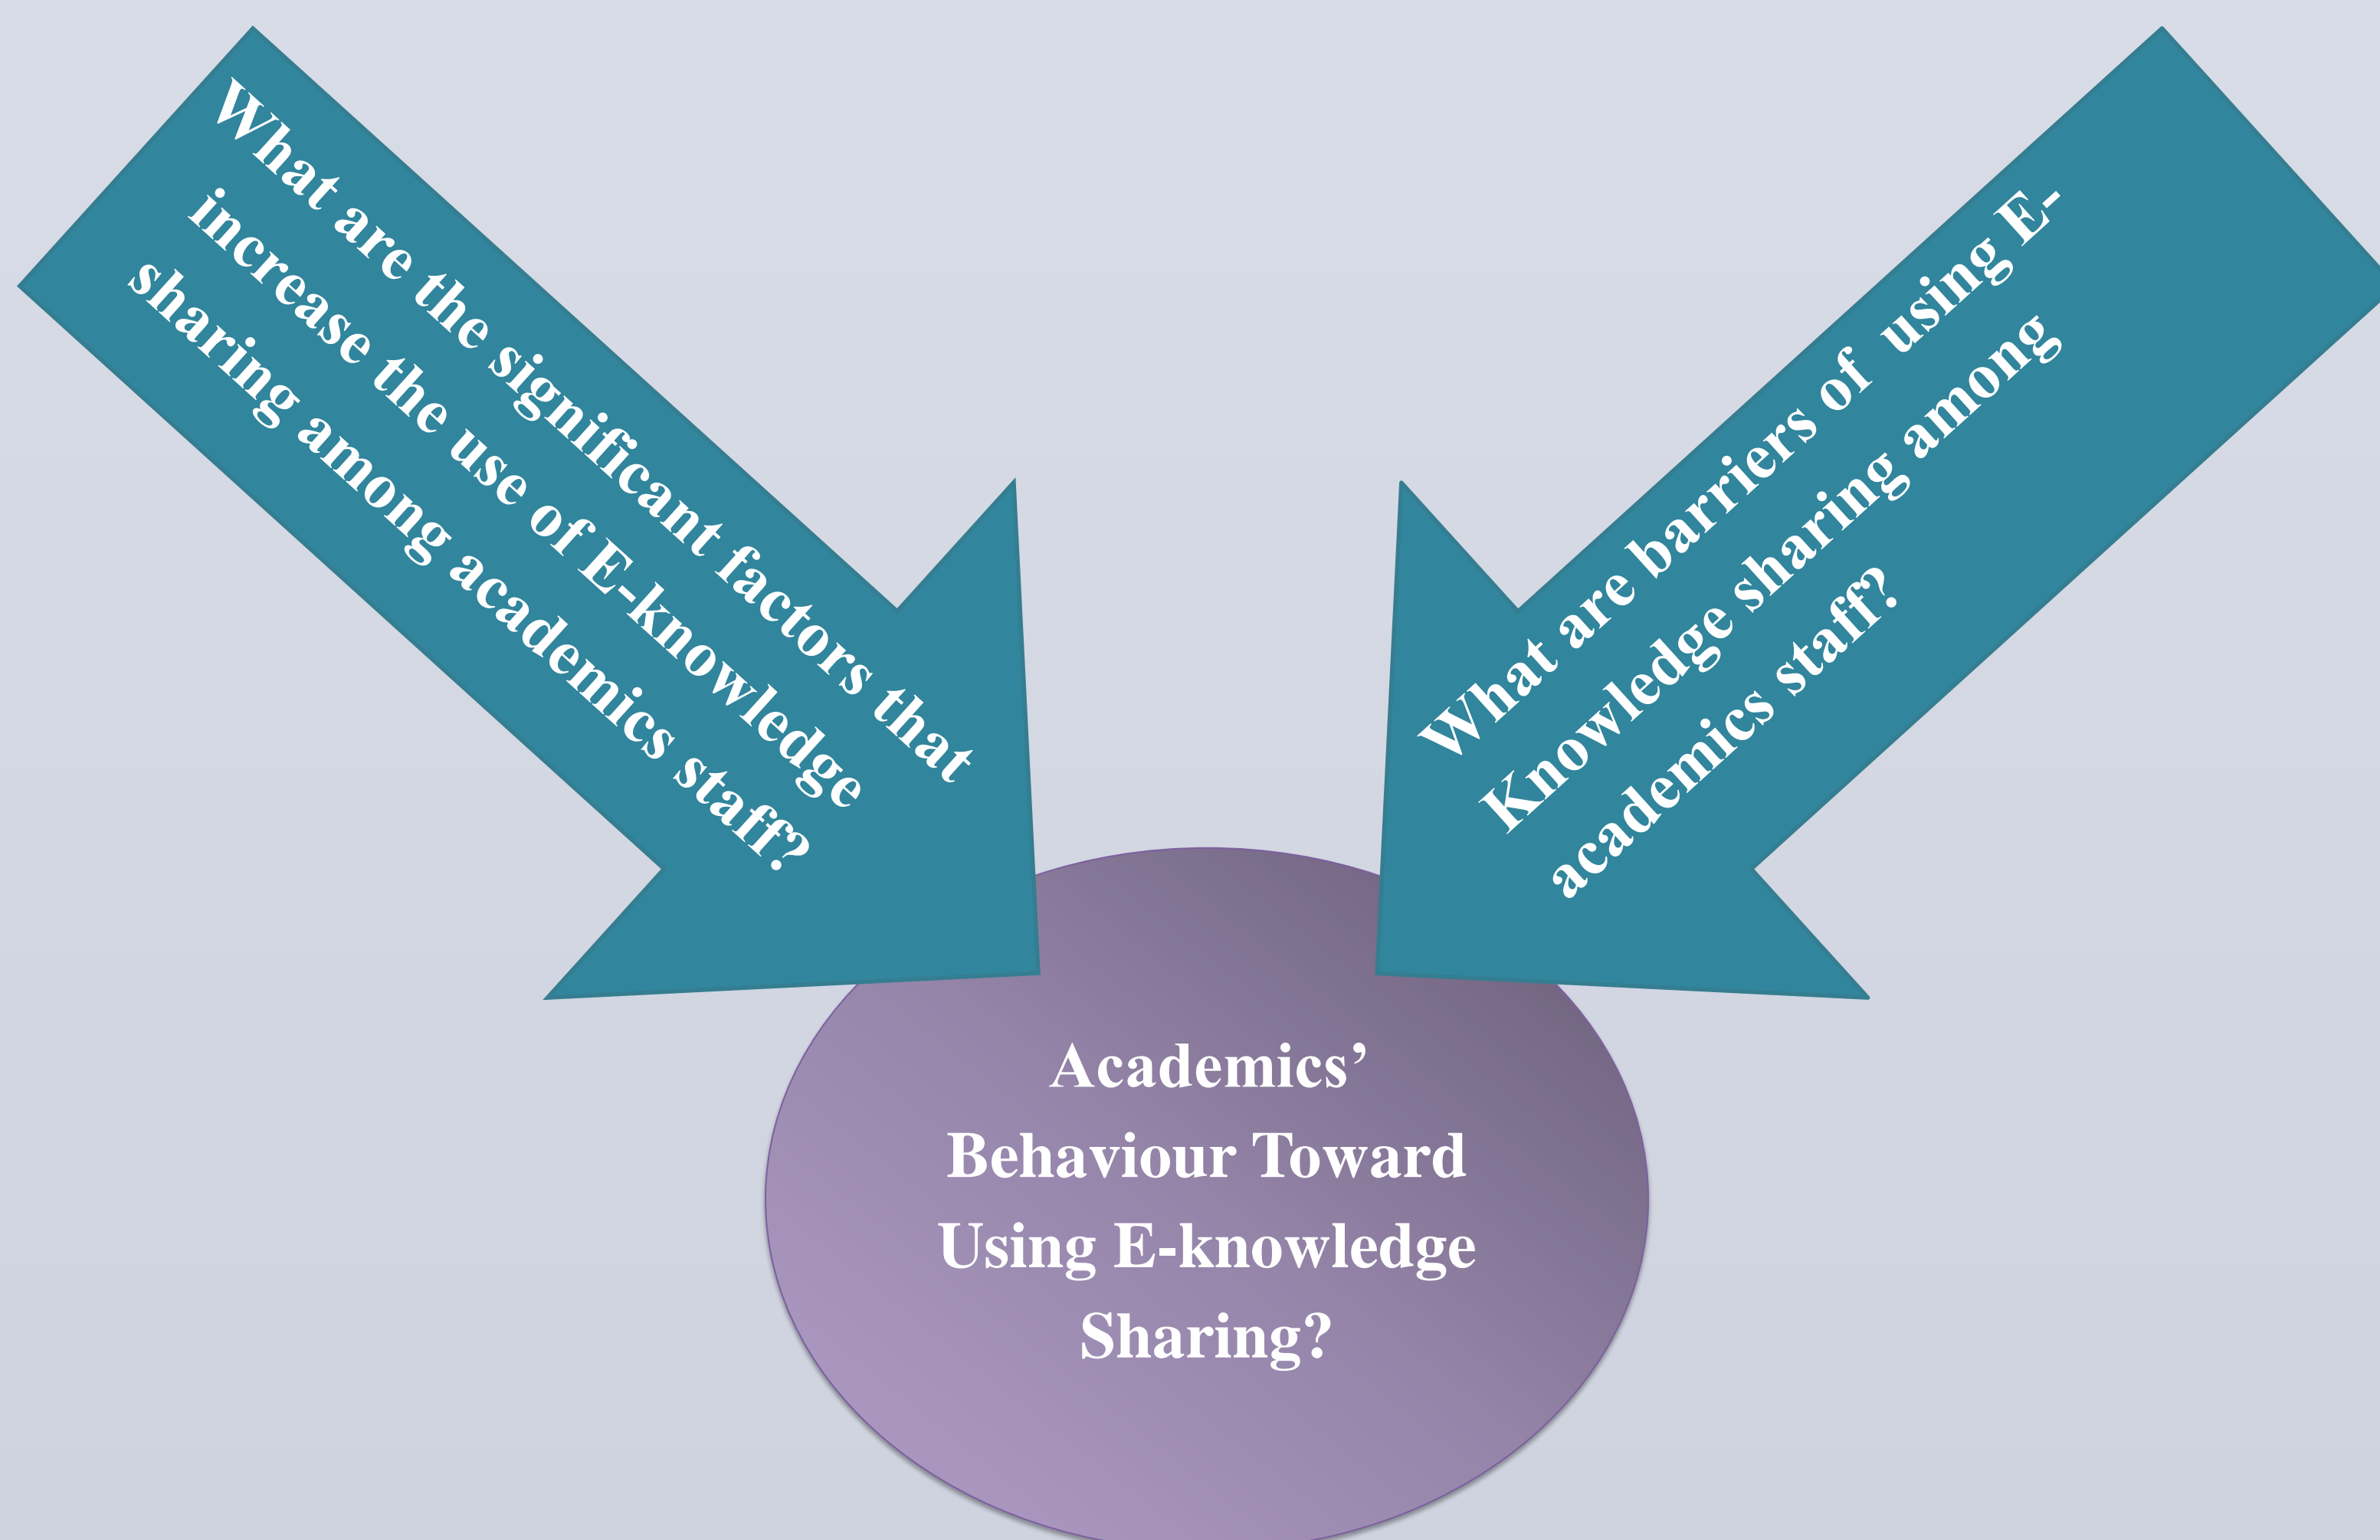 What are the significant factors that
increase the use of E-knowledge
sharing among academics staff?
What are barriers of using E-
Knowledge sharing among
academics staff?
Academics’
Behaviour Toward
Using E-knowledge
Sharing?